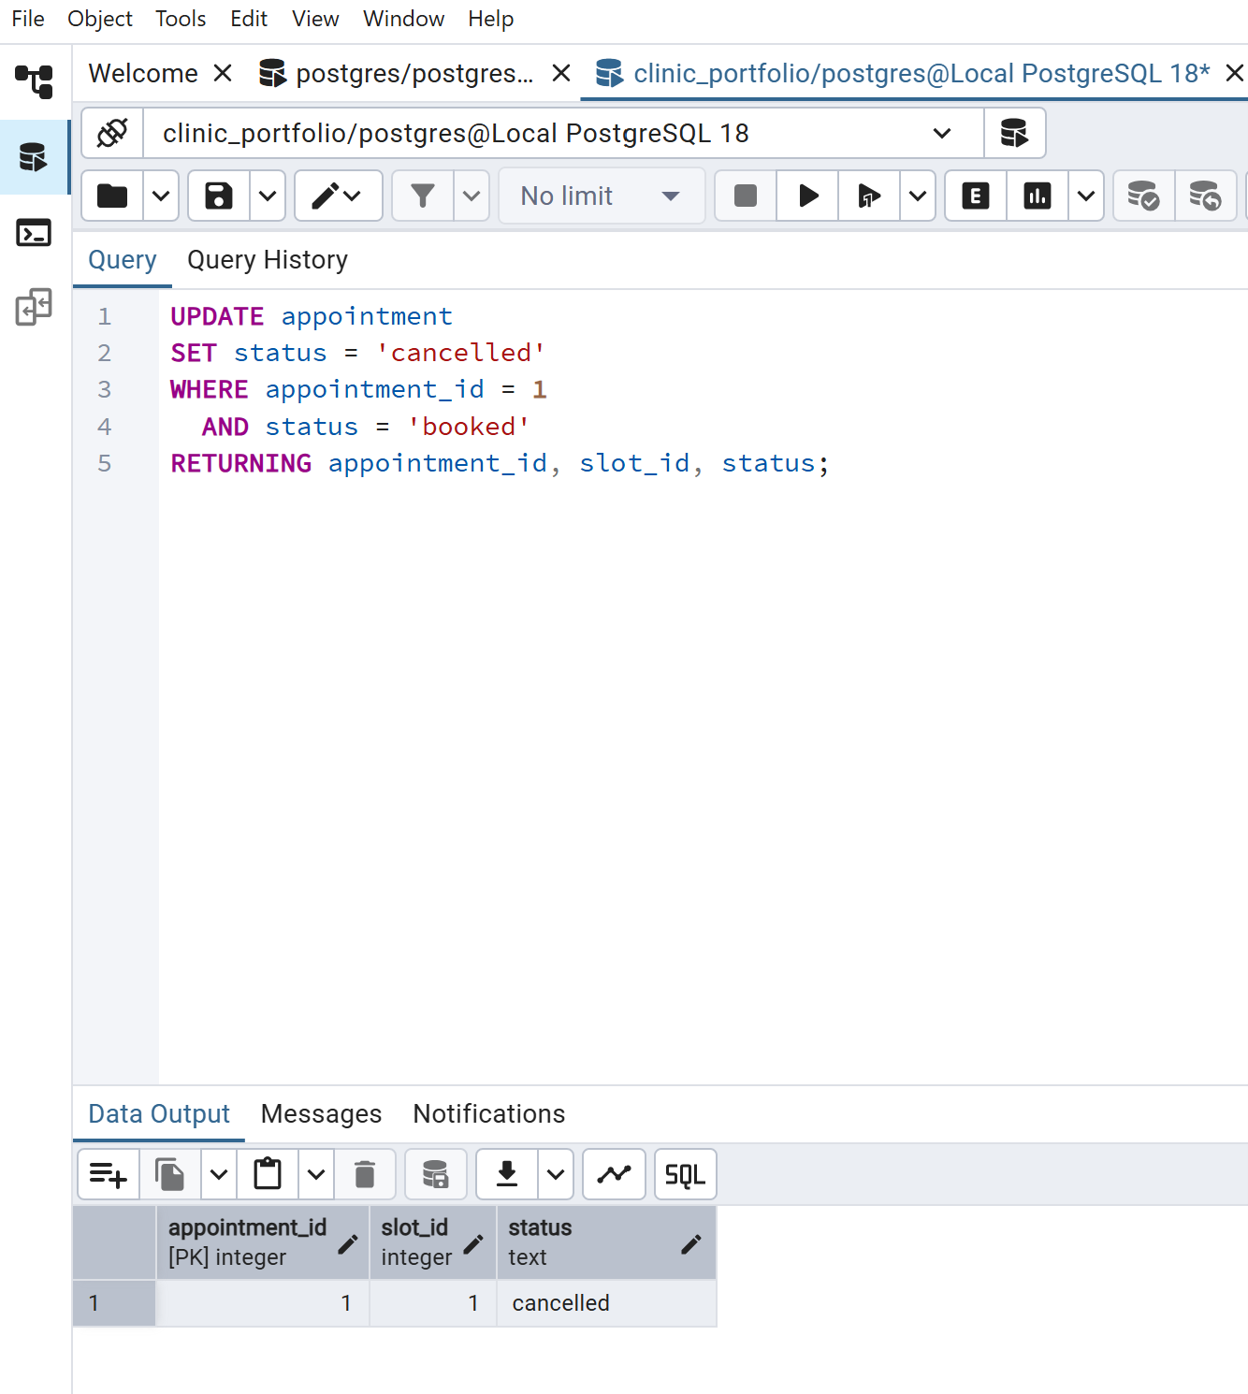 File Object Tools Edit View Window Help
Welcome postgres/postgres... clinic_portfolio/postgres@Local PostgreSQL 18*
clinic_portfolio/postgres@Local PostgreSQL 18
No limit E
Query Query History
1 UPDATE appointment
2 SET status = 'cancelled'
3 WHERE appointment_id = 1
4 AND status = 'booked'
5 RETURNING appointment_id, slot_id, status;
Data Output Messages Notifications
SQL
appointment_id slot_id status
[PK] integer integer text
1 1 1 cancelled